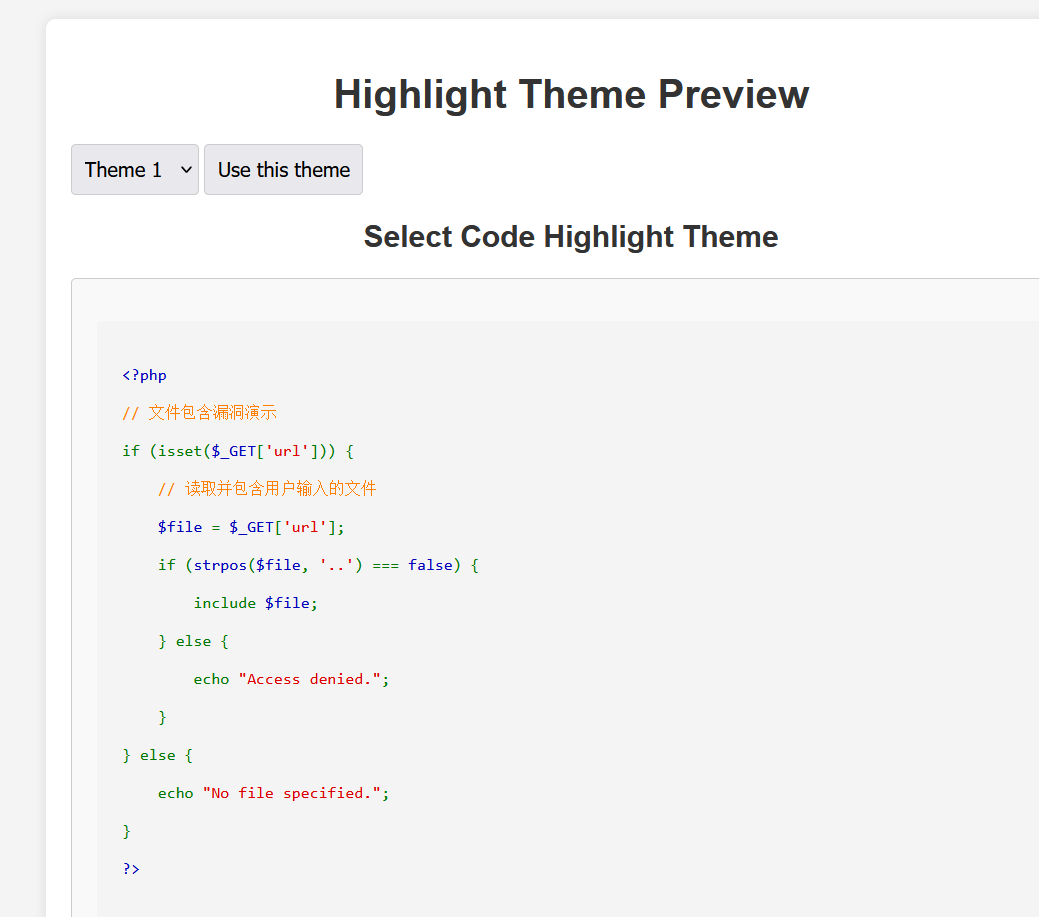 Highlight Theme Preview
Theme 1 Use this theme
Select Code Highlight Theme
<?php
// 文件包含漏洞演示
if (isset($_GET['url'])) {
    // 读取并包含用户输入的文件
    $file = $_GET['url'];
    if (strpos($file, '..') === false) {
        include $file;
    } else {
        echo "Access denied.";
    }
} else {
    echo "No file specified.";
}
?>